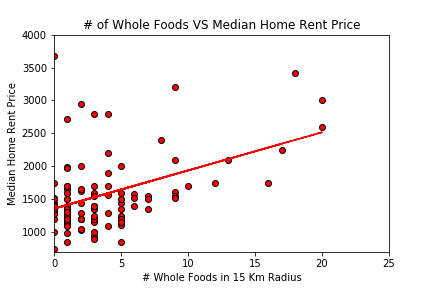 # of Whole Foods VS Median Home Rent Price
4000
3500
3000
2500
2000
1500
1000
Median Home Rent Price
0 5 10 15 20 25
# Whole Foods in 15 Km Radius